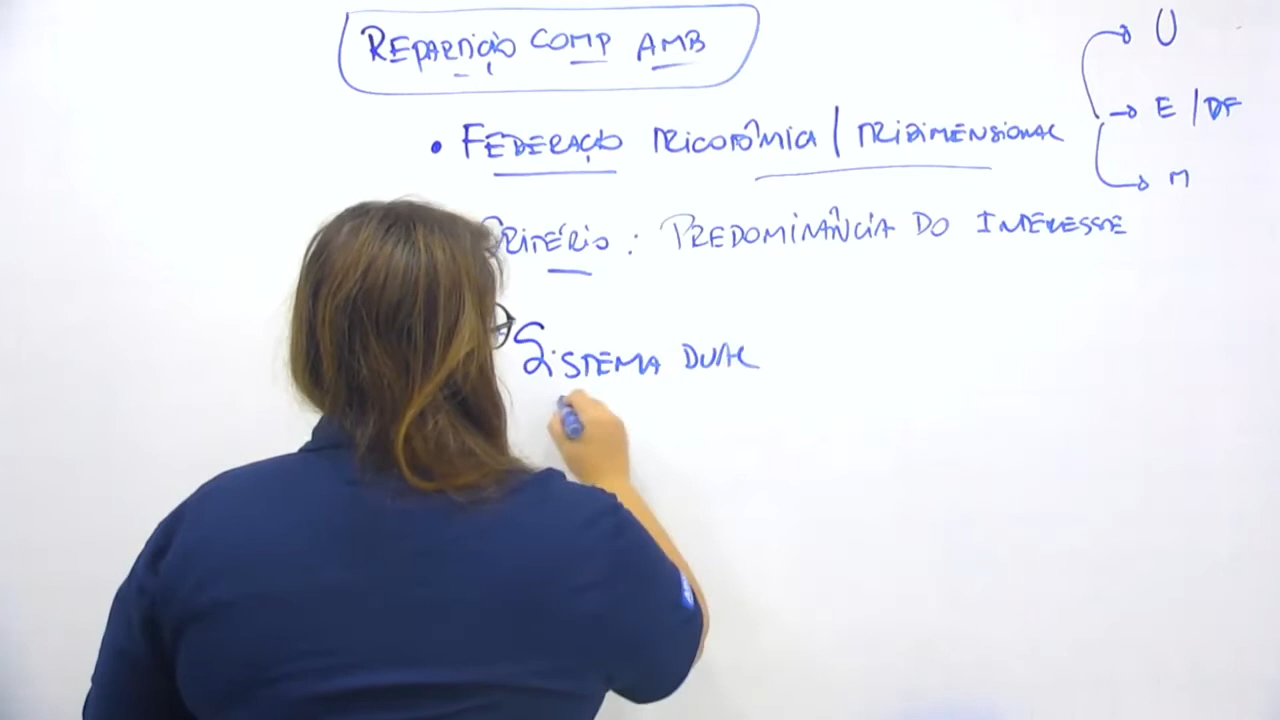 REPARTIÇÃO COMP AMB
U
E / DF
M
• FEDERAÇÃO TRICOTÔMICA / TRIDIMENSIONAL
CRITÉRIO : PREDOMINÂNCIA DO INTERESSE
SISTEMA DUAL